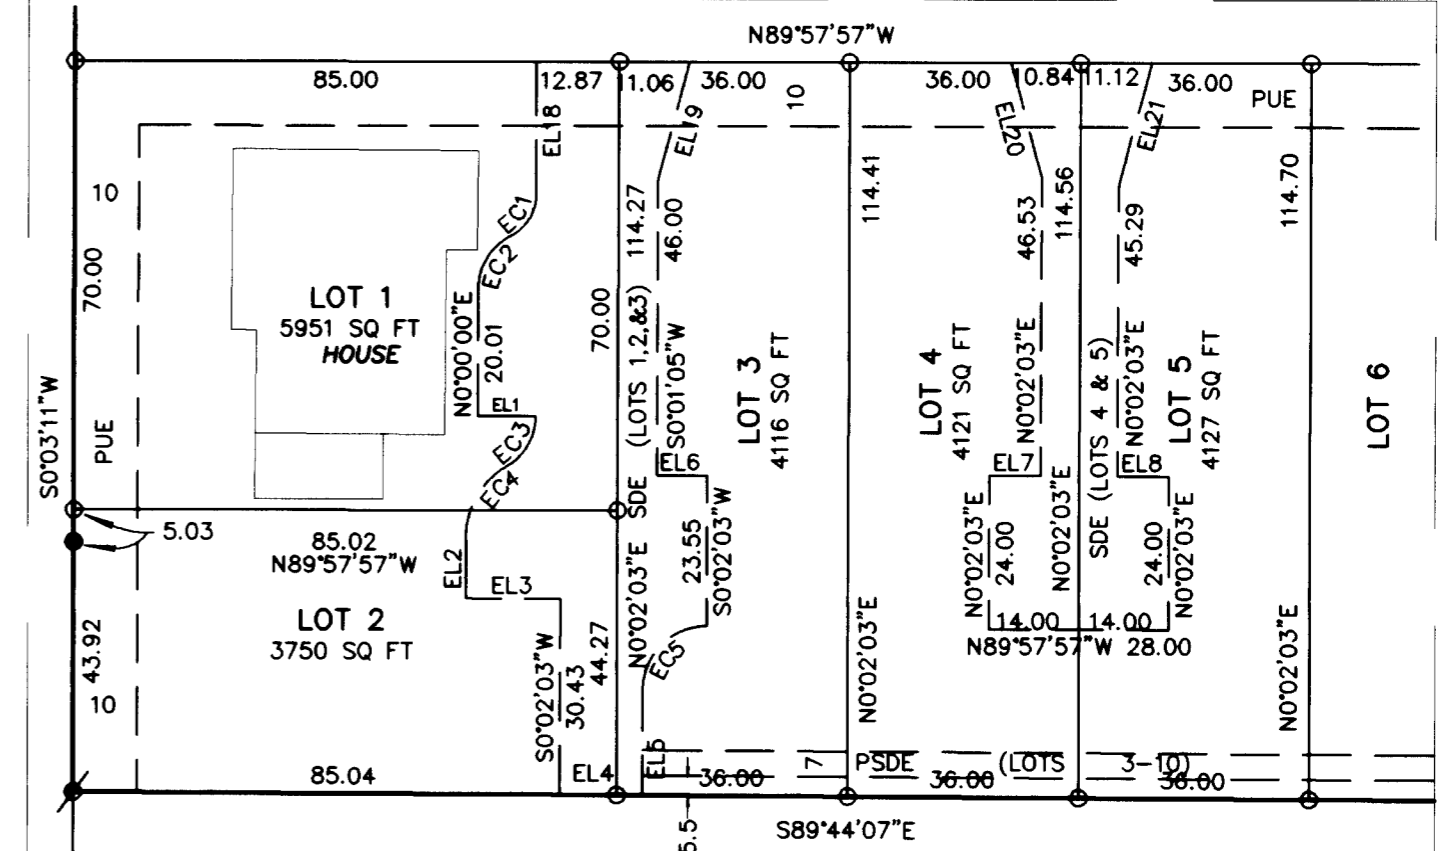 N89°57'57"W
85.00
12.87
11.06
36.00
36.00
10.84
11.12
36.00
10
PUE
EL18
EL19
EL20
EL21
10
70.00
PUE
S0°03'11"W
EC1
EC2
LOT 1
5951 SQ FT
HOUSE
N0°00'00"E
20.01
EL1
EC3
EC4
114.27
70.00
46.00
SDE (LOTS 1,2,&3)
S0°01'05"W
EL6
LOT 3
4116 SQ FT
114.41
LOT 4
4121 SQ FT
46.53
N0°02'03"E
114.56
EL7
45.29
N0°02'03"E
SDE (LOTS 4 & 5)
EL8
LOT 5
4127 SQ FT
114.70
LOT 6
5.03
85.02
N89°57'57"W
EL2
EL3
LOT 2
3750 SQ FT
43.92
10
S0°02'03"W
30.43
44.27
N0°02'03"E
23.55
S0°02'03"W
EC5
N0°02'03"E
N0°02'03"E
24.00
N0°02'03"E
24.00
N0°02'03"E
14.00
14.00
N89°57'57"W 28.00
N0°02'03"E
85.04
EL4
EL5
36.00
7
PSDE (LOTS 3-10)
36.00
36.00
5.5
S89°44'07"E